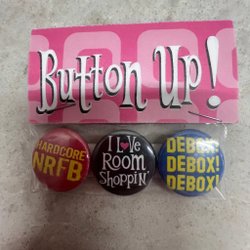 Button Up!
HARDCORE
NRFB
I LOVE
ROOM
SHOPPIN'
DEBOX!
DEBOX!
DEBOX!